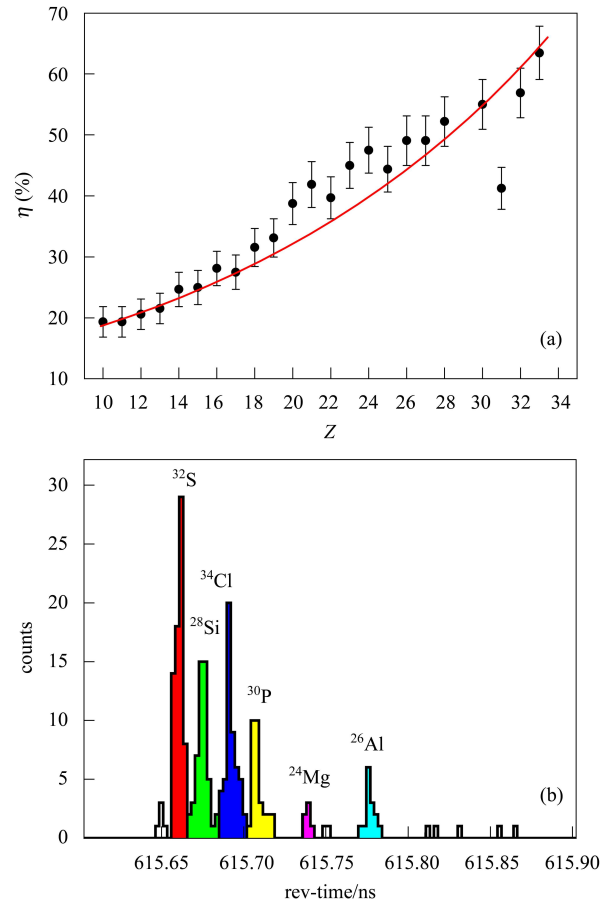 70
60
50
40
30
20
10
η (%)
(a)
10 12 14 16 18 20 22 24 26 28 30 32 34
Z
30
25
20
15
10
5
0
counts
³²S
³⁴Cl
²⁸Si
³⁰P
²⁶Al
²⁴Mg
(b)
615.65 615.70 615.75 615.80 615.85 615.90
rev-time/ns